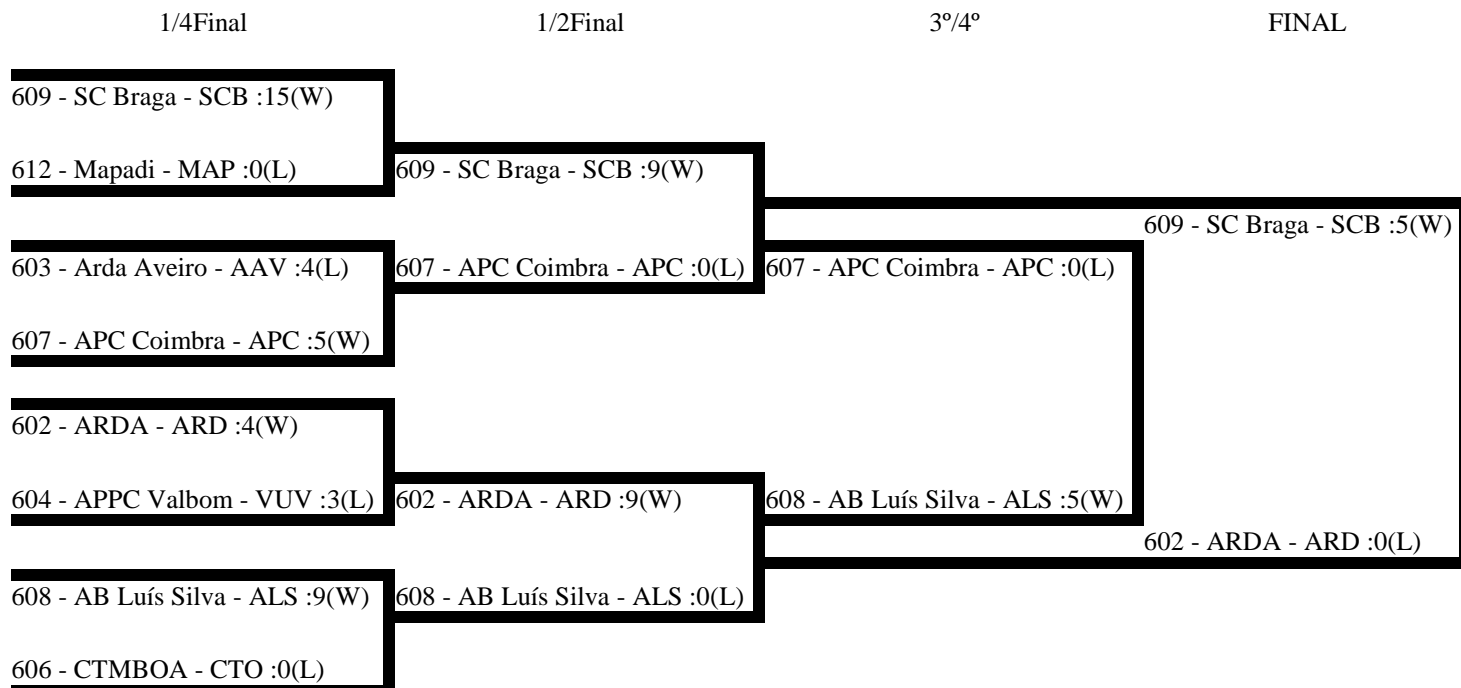 1/4Final
1/2Final
3º/4º
FINAL
609 - SC Braga - SCB :15(W)
612 - Mapadi - MAP :0(L)
609 - SC Braga - SCB :9(W)
609 - SC Braga - SCB :5(W)
603 - Arda Aveiro - AAV :4(L)
607 - APC Coimbra - APC :0(L)
607 - APC Coimbra - APC :0(L)
607 - APC Coimbra - APC :5(W)
602 - ARDA - ARD :4(W)
604 - APPC Valbom - VUV :3(L)
602 - ARDA - ARD :9(W)
608 - AB Luís Silva - ALS :5(W)
602 - ARDA - ARD :0(L)
608 - AB Luís Silva - ALS :9(W)
608 - AB Luís Silva - ALS :0(L)
606 - CTMBOA - CTO :0(L)